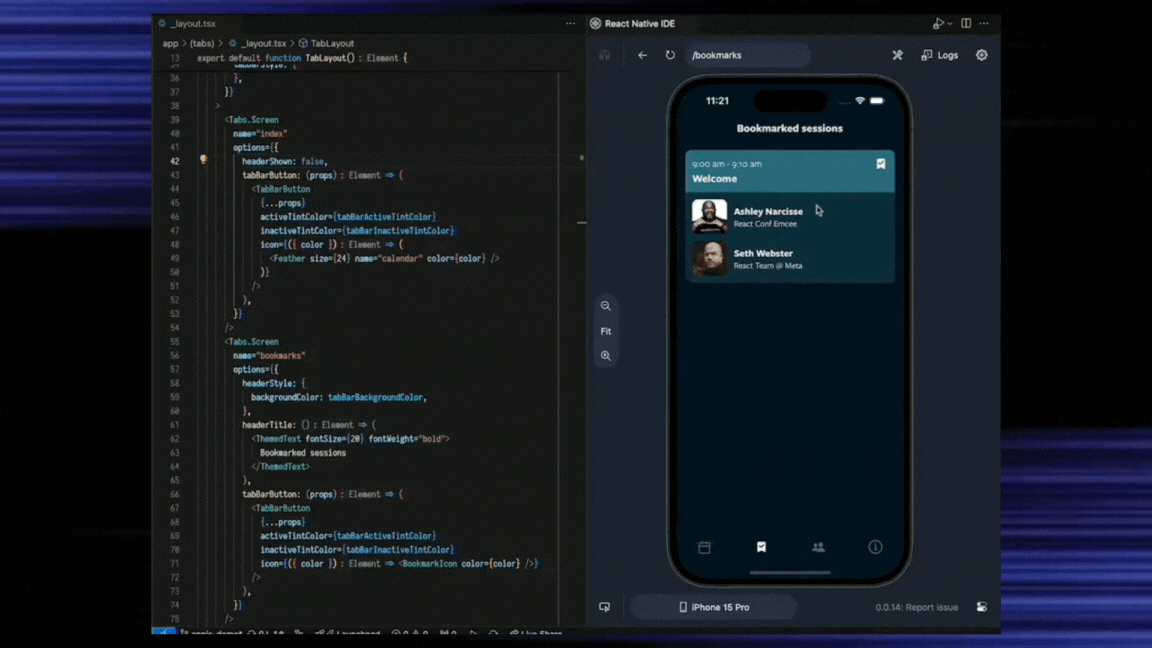 _layout.tsx
app > (tabs) > _layout.tsx > TabLayout
13 export default function TabLayout(): Element {
36 },
37 }}
38 >
39 <Tabs.Screen
40 name="index"
41 options={{
42 headerShown: false,
43 tabBarButton: (props): Element => (
44 <TabBarButton
45 {...props}
46 activeTintColor={tabBarActiveTintColor}
47 inactiveTintColor={tabBarInactiveTintColor}
48 icon={({ color }): Element => (
49 <Feather size={24} name="calendar" color={color} />
50 )}
51 />
52 ),
53 }}
54 />
55 <Tabs.Screen
56 name="bookmarks"
57 options={{
58 headerStyle: {
59 backgroundColor: tabBarBackgroundColor,
60 },
61 headerTitle: (): Element => (
62 <ThemedText fontSize={20} fontWeight="bold">
63 Bookmarked sessions
64 </ThemedText>
65 ),
66 tabBarButton: (props): Element => (
67 <TabBarButton
68 {...props}
69 activeTintColor={tabBarActiveTintColor}
70 inactiveTintColor={tabBarInactiveTintColor}
71 icon={({ color }): Element => <BookmarkIcon color={color} />}
72 />
73 ),
74 }}
75 />
React Native IDE
/bookmarks
Logs
11:21
Bookmarked sessions
9:00 am - 9:10 am
Welcome
Ashley Narcisse
React Conf Emcee
Seth Webster
React Team @ Meta
Fit
iPhone 15 Pro
0.0.14: Report issue